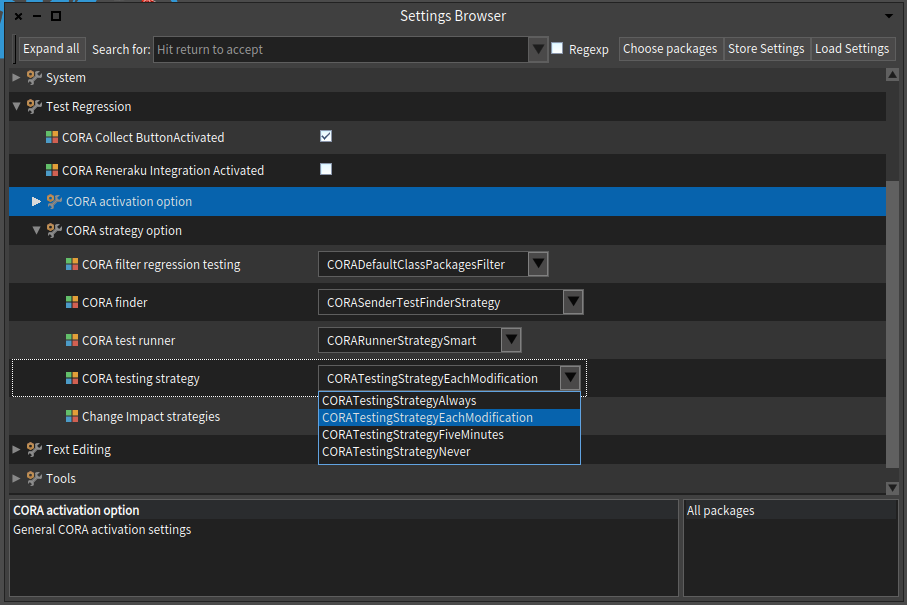 Settings Browser
Expand all
Search for:
Hit return to accept
Regexp
Choose packages
Store Settings
Load Settings
System
Test Regression
CORA Collect ButtonActivated
CORA Reneraku Integration Activated
CORA activation option
CORA strategy option
CORA filter regression testing
CORADefaultClassPackagesFilter
CORA finder
CORASenderTestFinderStrategy
CORA test runner
CORARunnerStrategySmart
CORA testing strategy
CORATestingStrategyEachModification
CORATestingStrategyAlways
CORATestingStrategyEachModification
CORATestingStrategyFiveMinutes
CORATestingStrategyNever
Change Impact strategies
Text Editing
Tools
CORA activation option
General CORA activation settings
All packages